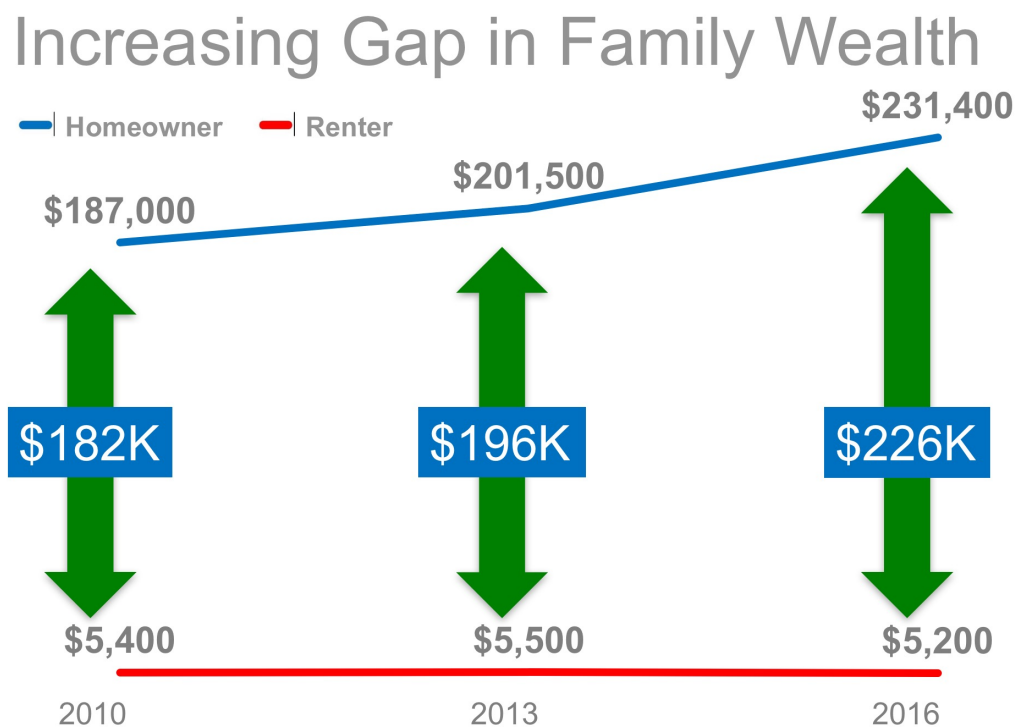 Increasing Gap in Family Wealth
Homeowner Renter
$231,400
$201,500
$187,000
$182K $196K $226K
$5,400 $5,500 $5,200
2010 2013 2016